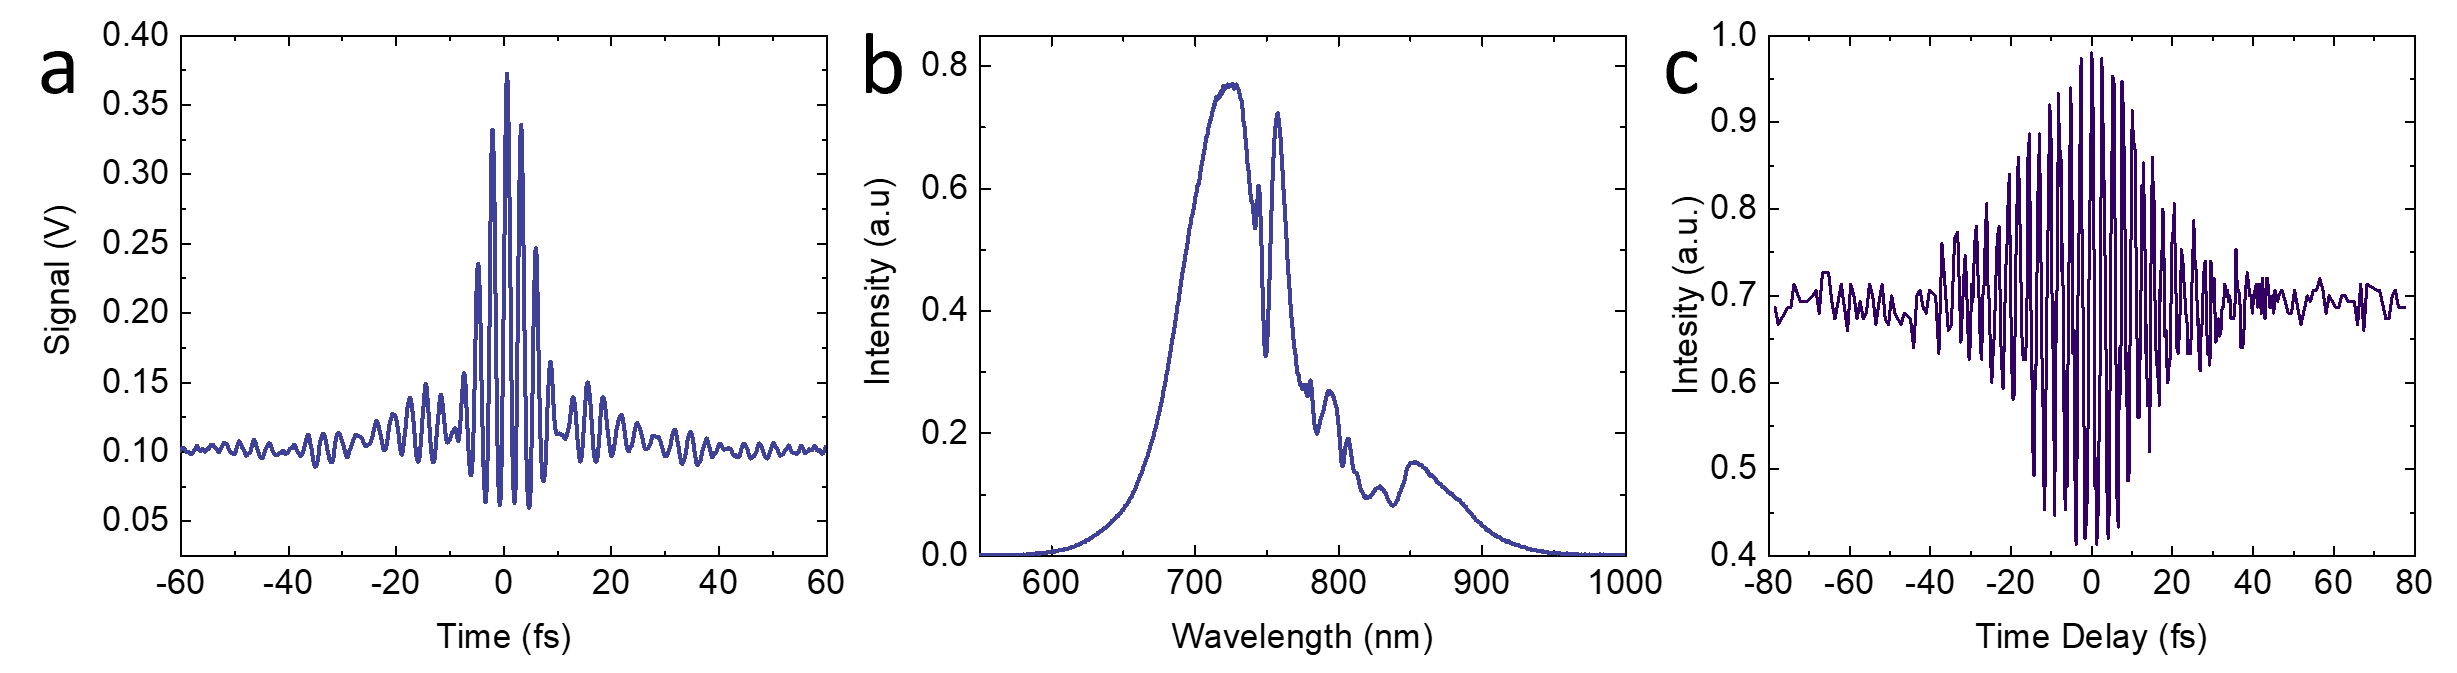 a
0.40
0.35
0.30
0.25
0.20
0.15
0.10
0.05
Signal (V)
-60 -40 -20 0 20 40 60
Time (fs)
b
0.8
0.6
0.4
0.2
0.0
Intensity (a.u)
600 700 800 900 1000
Wavelength (nm)
c
1.0
0.9
0.8
0.7
0.6
0.5
0.4
Intesity (a.u.)
-80 -60 -40 -20 0 20 40 60 80
Time Delay (fs)